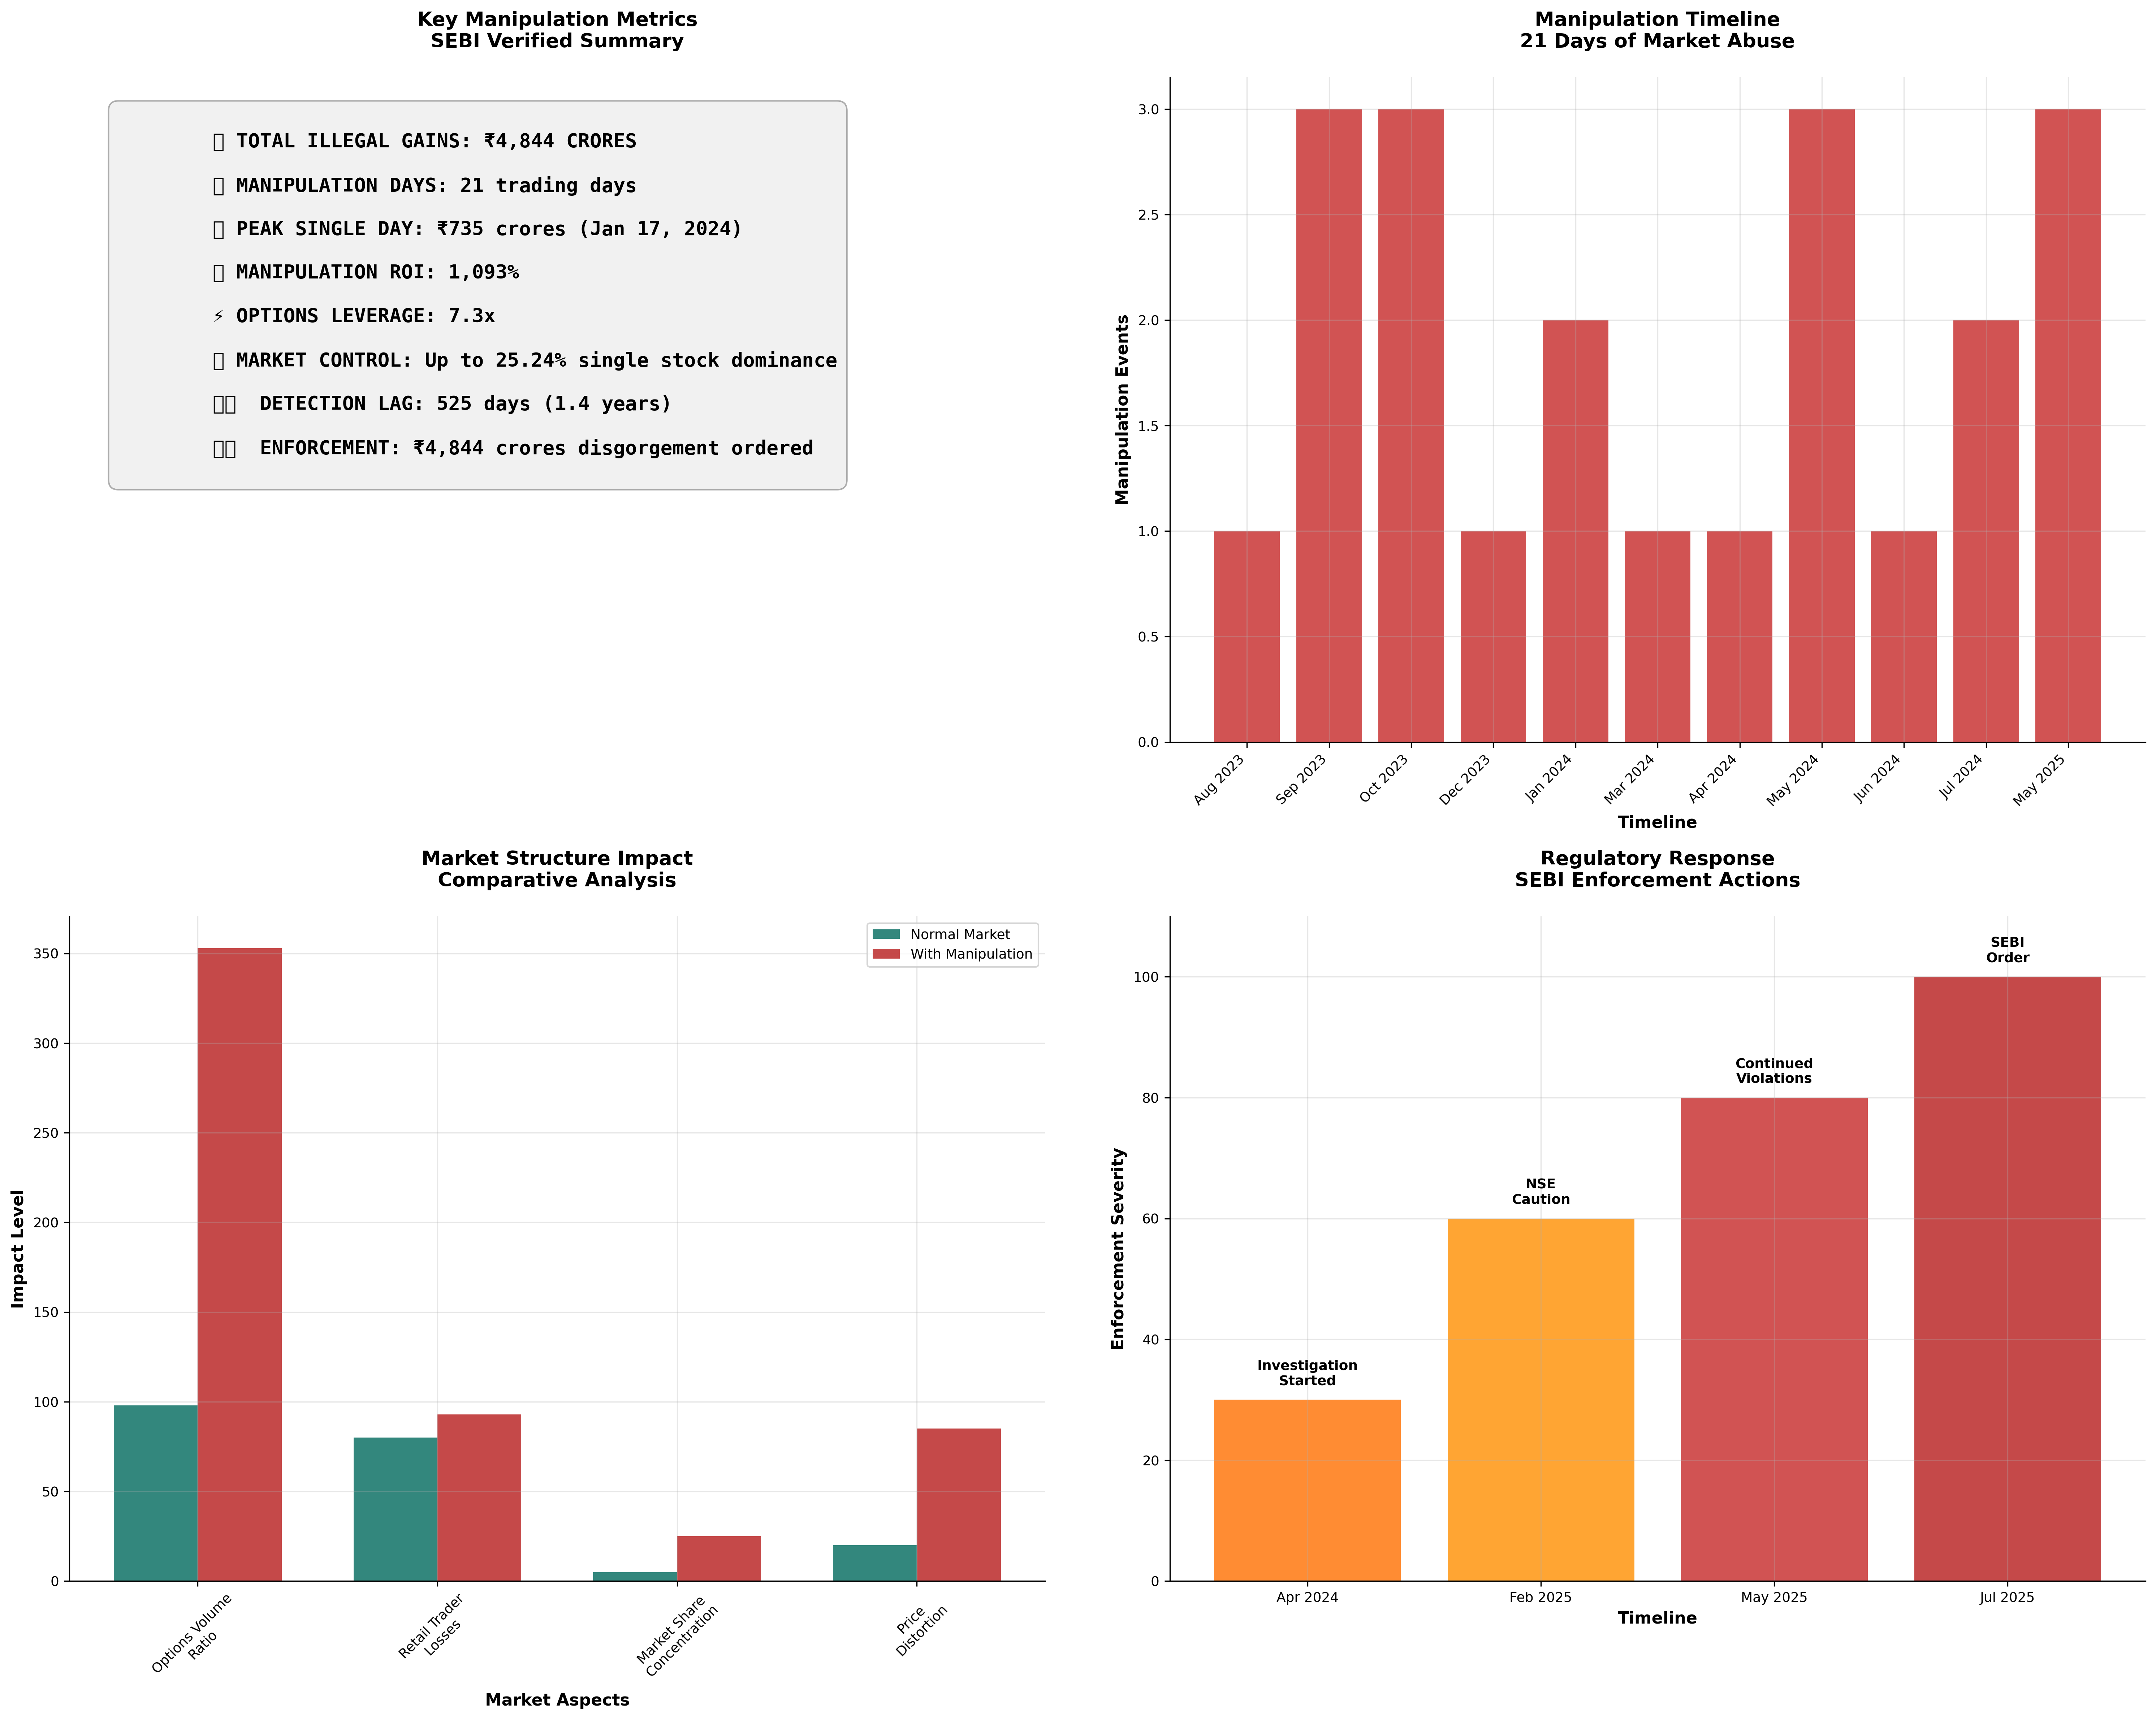 Key Manipulation Metrics
SEBI Verified Summary
▯ TOTAL ILLEGAL GAINS: ₹4,844 CRORES
▯ MANIPULATION DAYS: 21 trading days
▯ PEAK SINGLE DAY: ₹735 crores (Jan 17, 2024)
▯ MANIPULATION ROI: 1,093%
⚡ OPTIONS LEVERAGE: 7.3x
▯ MARKET CONTROL: Up to 25.24% single stock dominance
▯▯ DETECTION LAG: 525 days (1.4 years)
▯▯ ENFORCEMENT: ₹4,844 crores disgorgement ordered
Manipulation Timeline
21 Days of Market Abuse
Manipulation Events
3.0
2.5
2.0
1.5
1.0
0.5
0.0
Aug 2023
Sep 2023
Oct 2023
Dec 2023
Jan 2024
Mar 2024
Apr 2024
May 2024
Jun 2024
Jul 2024
May 2025
Timeline
Market Structure Impact
Comparative Analysis
Normal Market
With Manipulation
Impact Level
350
300
250
200
150
100
50
0
Options Volume
Ratio
Retail Trader
Losses
Market Share
Concentration
Price
Distortion
Market Aspects
Regulatory Response
SEBI Enforcement Actions
Enforcement Severity
100
80
60
40
20
0
Investigation
Started
NSE
Caution
Continued
Violations
SEBI
Order
Apr 2024
Feb 2025
May 2025
Jul 2025
Timeline